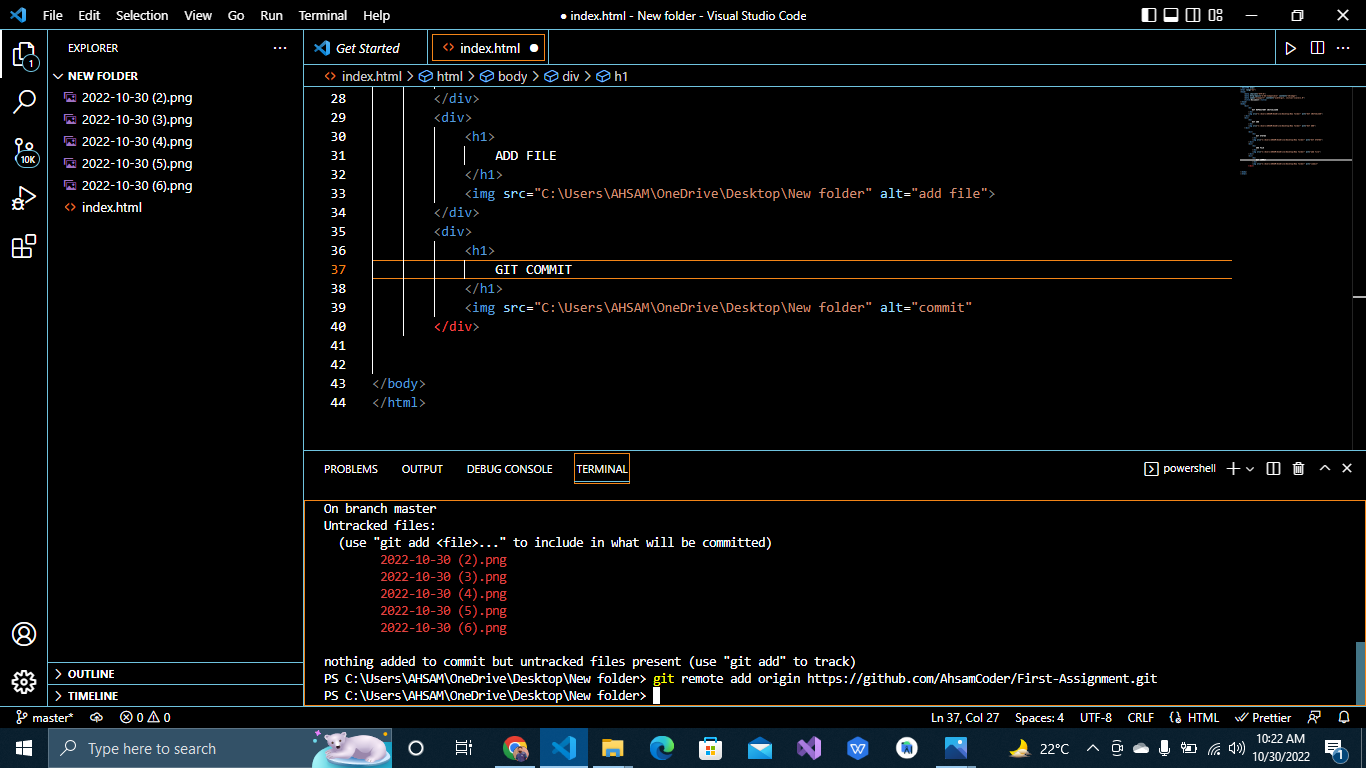 File Edit Selection View Go Run Terminal Help
● index.html - New folder - Visual Studio Code
EXPLORER
NEW FOLDER
2022-10-30 (2).png
2022-10-30 (3).png
2022-10-30 (4).png
2022-10-30 (5).png
2022-10-30 (6).png
index.html
OUTLINE
TIMELINE
1
10K
Get Started
index.html
index.html > html > body > div > h1
28 </div>
29 <div>
30 <h1>
31 ADD FILE
32 </h1>
33 <img src="C:\Users\AHSAM\OneDrive\Desktop\New folder" alt="add file">
34 </div>
35 <div>
36 <h1>
37 GIT COMMIT
38 </h1>
39 <img src="C:\Users\AHSAM\OneDrive\Desktop\New folder" alt="commit"
40 </div>
41
42
43 </body>
44 </html>
PROBLEMS OUTPUT DEBUG CONSOLE TERMINAL
powershell
On branch master
Untracked files:
(use "git add <file>..." to include in what will be committed)
2022-10-30 (2).png
2022-10-30 (3).png
2022-10-30 (4).png
2022-10-30 (5).png
2022-10-30 (6).png
nothing added to commit but untracked files present (use "git add" to track)
PS C:\Users\AHSAM\OneDrive\Desktop\New folder> git remote add origin https://github.com/AhsamCoder/First-Assignment.git
PS C:\Users\AHSAM\OneDrive\Desktop\New folder>
master* 0 0
Ln 37, Col 27 Spaces: 4 UTF-8 CRLF HTML Prettier
Type here to search
22°C
10:22 AM
10/30/2022
1